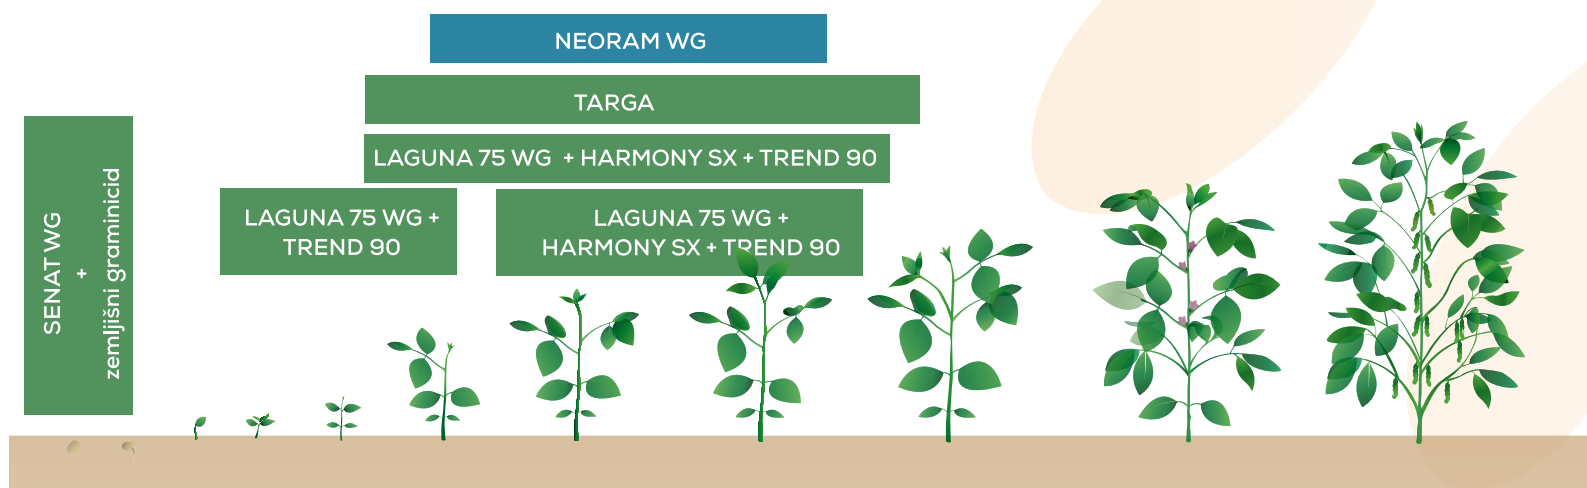 NEORAM WG
TARGA
LAGUNA 75 WG + HARMONY SX + TREND 90
LAGUNA 75 WG +
TREND 90
LAGUNA 75 WG +
HARMONY SX + TREND 90
SENAT WG
+
zemljišni graminicid